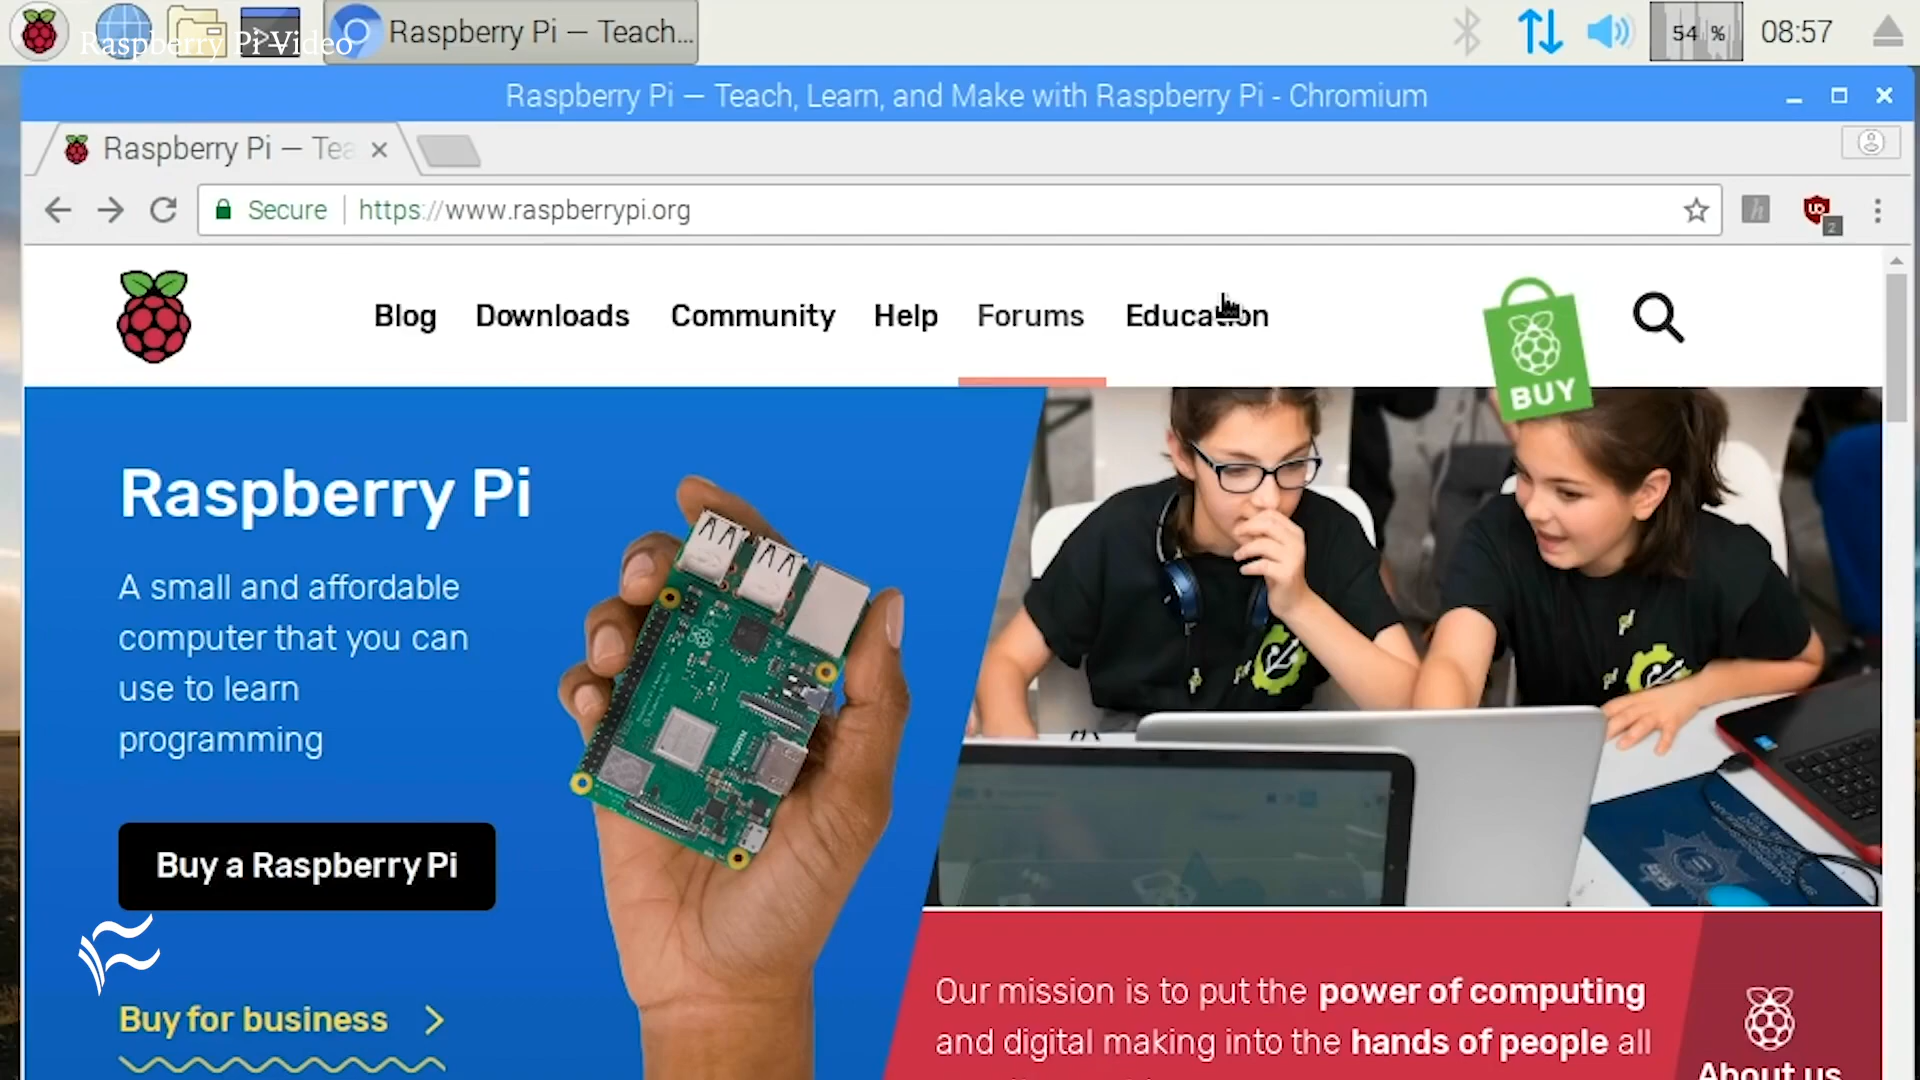 Raspberry Pi Video
Raspberry Pi — Teach...
54 %
08:57
Raspberry Pi — Teach, Learn, and Make with Raspberry Pi - Chromium
Raspberry Pi — Tea
Secure
https://www.raspberrypi.org
2
Blog
Downloads
Community
Help
Forums
Education
BUY
Raspberry Pi
A small and affordable
computer that you can
use to learn
programming
Buy a Raspberry Pi
Buy for business
Our mission is to put the power of computing
and digital making into the hands of people all
About us